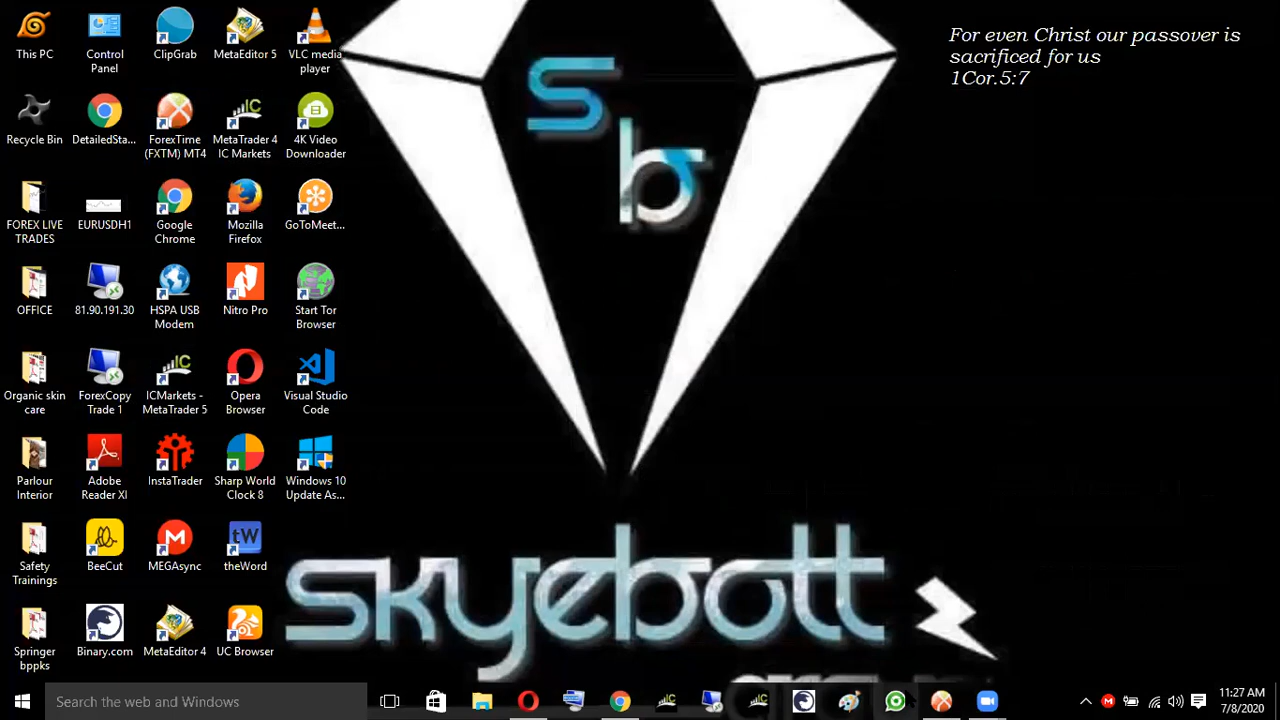 For even Christ our passover is
sacrificed for us
1Cor.5:7
This PC
Control
Panel
ClipGrab
MetaEditor 5
VLC media
player
Recycle Bin
DetailedSta...
ForexTime
(FXTM) MT4
MetaTrader 4
IC Markets
4K Video
Downloader
FOREX LIVE
TRADES
EURUSDH1
Google
Chrome
Mozilla
Firefox
GoToMeet...
OFFICE
81.90.191.30
HSPA USB
Modem
Nitro Pro
Start Tor
Browser
Organic skin
care
ForexCopy
Trade 1
ICMarkets -
MetaTrader 5
Opera
Browser
Visual Studio
Code
Parlour
Interior
Adobe
Reader XI
InstaTrader
Sharp World
Clock 8
Windows 10
Update As...
Safety
Trainings
BeeCut
MEGAsync
theWord
Springer
bppks
Binary.com
MetaEditor 4
UC Browser
sb
skyebott
Search the web and Windows
11:27 AM
7/8/2020